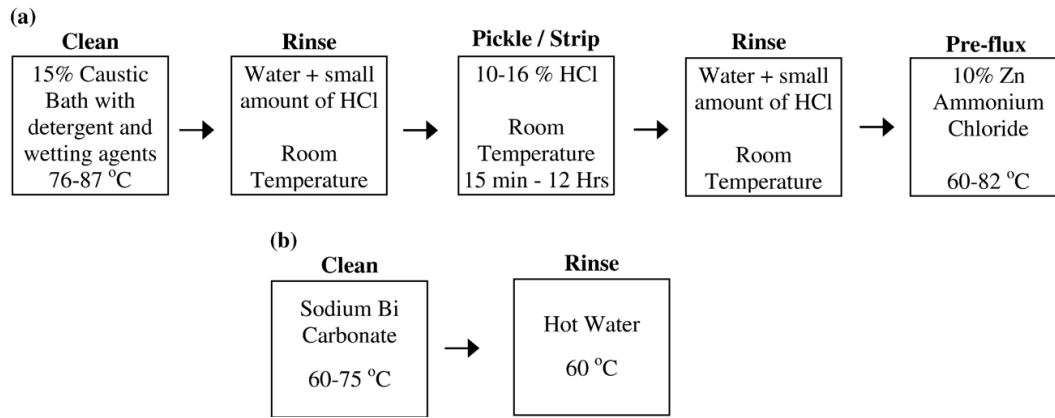 (a)
Clean
15% Caustic
Bath with
detergent and
wetting agents
76-87 °C
Rinse
Water + small
amount of HCl
Room
Temperature
Pickle / Strip
10-16 % HCl
Room
Temperature
15 min - 12 Hrs
Rinse
Water + small
amount of HCl
Room
Temperature
Pre-flux
10% Zn
Ammonium
Chloride
60-82 °C
(b)
Clean
Sodium Bi
Carbonate
60-75 °C
Rinse
Hot Water
60 °C